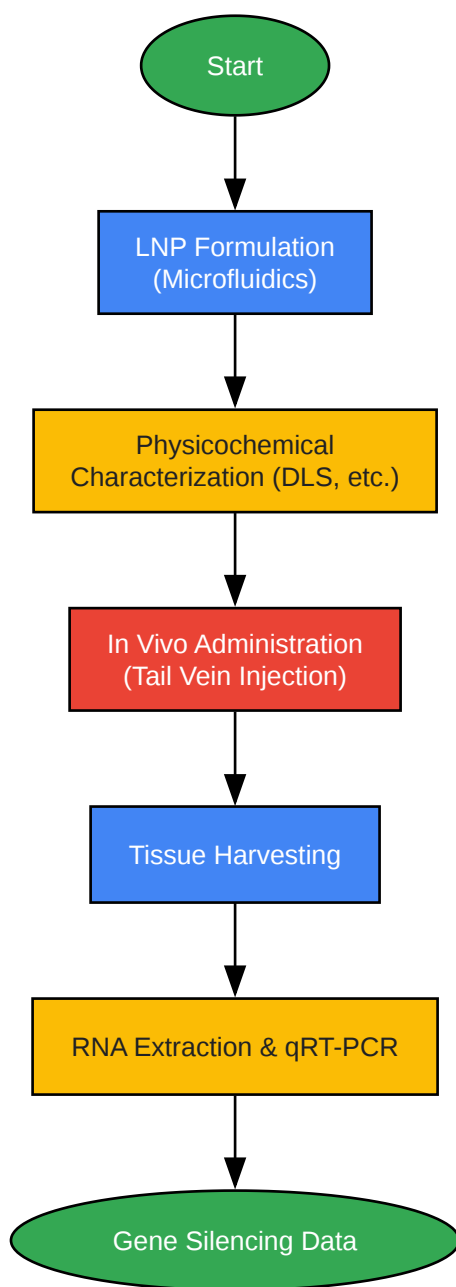 Start
LNP Formulation
(Microfluidics)
Physicochemical
Characterization (DLS, etc.)
In Vivo Administration
(Tail Vein Injection)
Tissue Harvesting
RNA Extraction & qRT-PCR
Gene Silencing Data